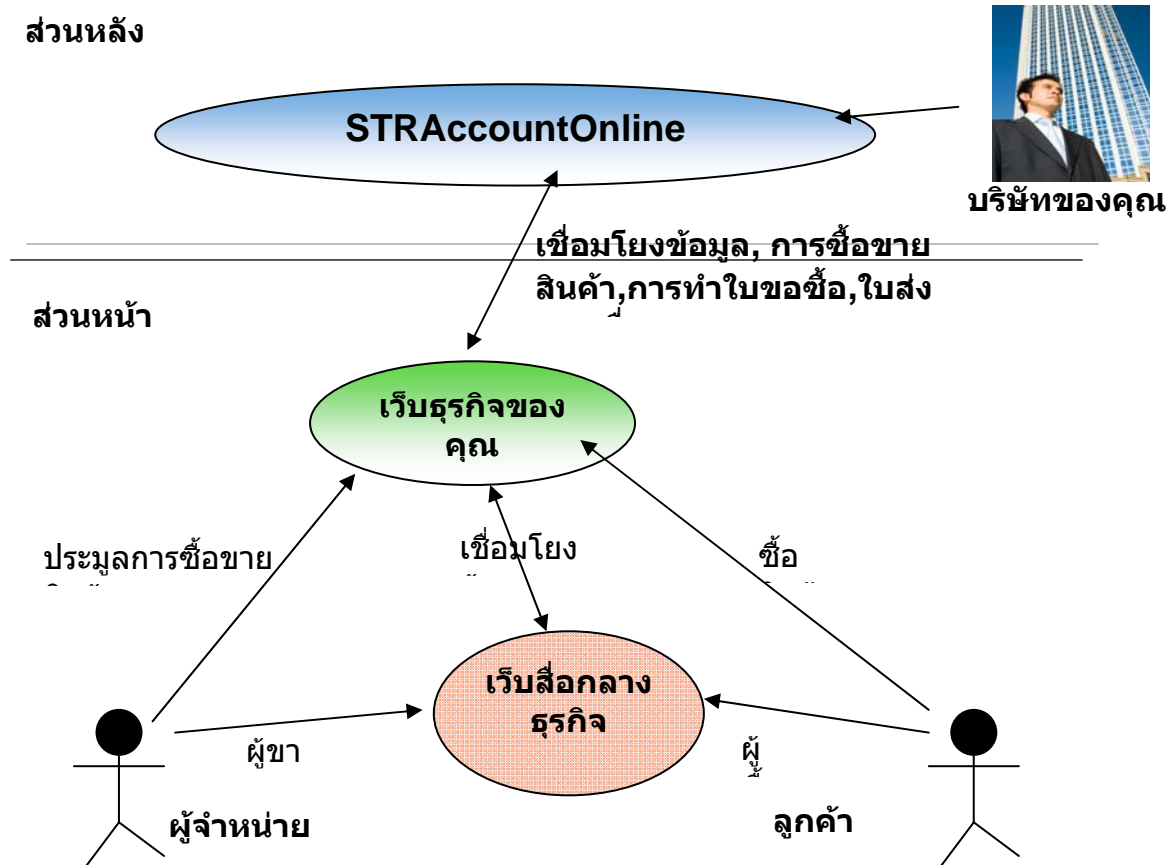 ส่วนหลัง
STRAccountOnline
บริษัทของคุณ
เชื่อมโยงข้อมูล, การซื้อขาย
สินค้า,การทำใบขอซื้อ,ใบส่ง
ส่วนหน้า
เว็บธุรกิจของ
คุณ
ประมูลการซื้อขาย
เชื่อมโยง
ซื้อ
เว็บสื่อกลาง
ธุรกิจ
ผู้ขา
ผู้
ผู้จำหน่าย
ลูกค้า